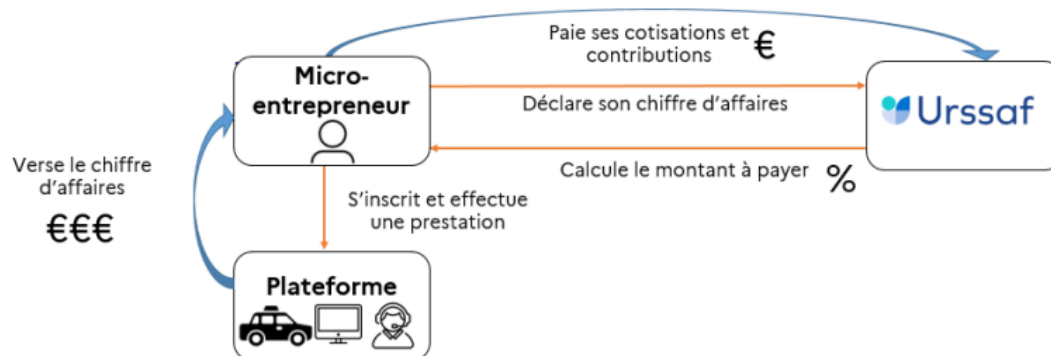 Paie ses cotisations et
contributions €
Micro-
entrepreneur
Déclare son chiffre d'affaires
Urssaf
Verse le chiffre
d'affaires
€€€
Calcule le montant à payer %
S'inscrit et effectue
une prestation
Plateforme